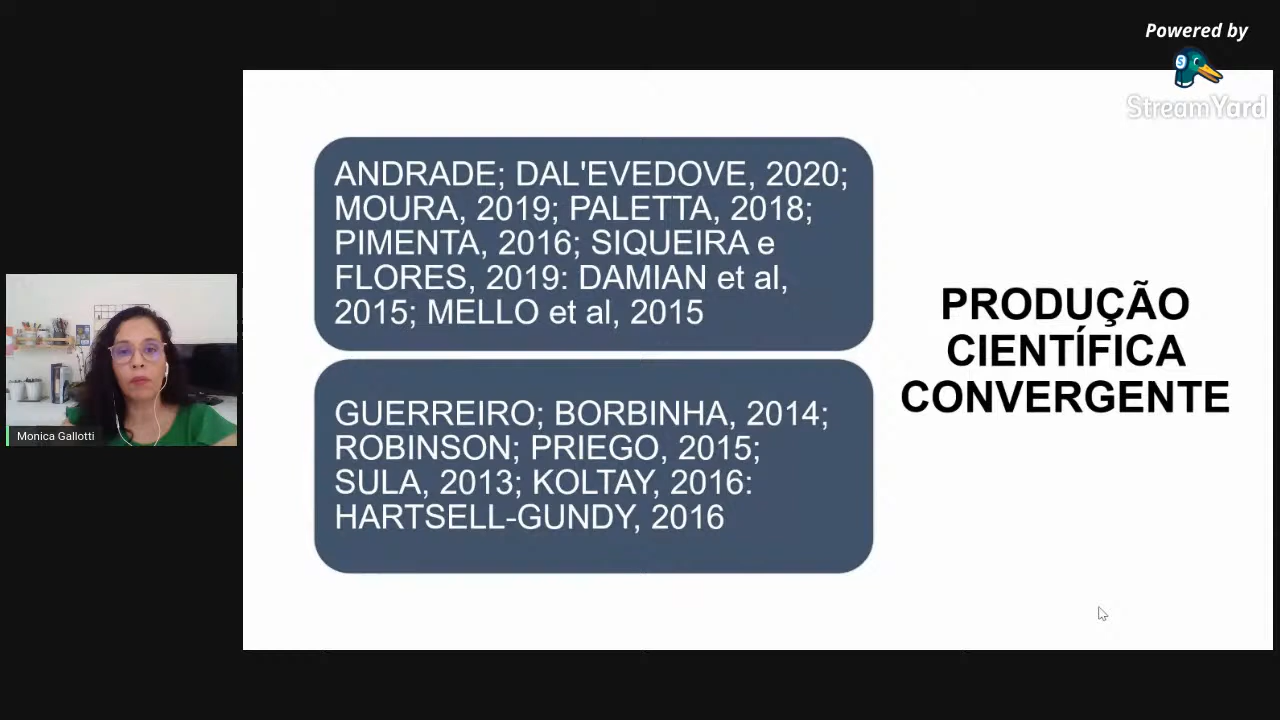 Powered by
StreamYard
ANDRADE; DAL'EVEDOVE, 2020;
MOURA, 2019; PALETTA, 2018;
PIMENTA, 2016; SIQUEIRA e
FLORES, 2019: DAMIAN et al,
2015; MELLO et al, 2015
GUERREIRO; BORBINHA, 2014;
ROBINSON; PRIEGO, 2015;
SULA, 2013; KOLTAY, 2016:
HARTSELL-GUNDY, 2016
PRODUÇÃO
CIENTÍFICA
CONVERGENTE
Monica Gallotti